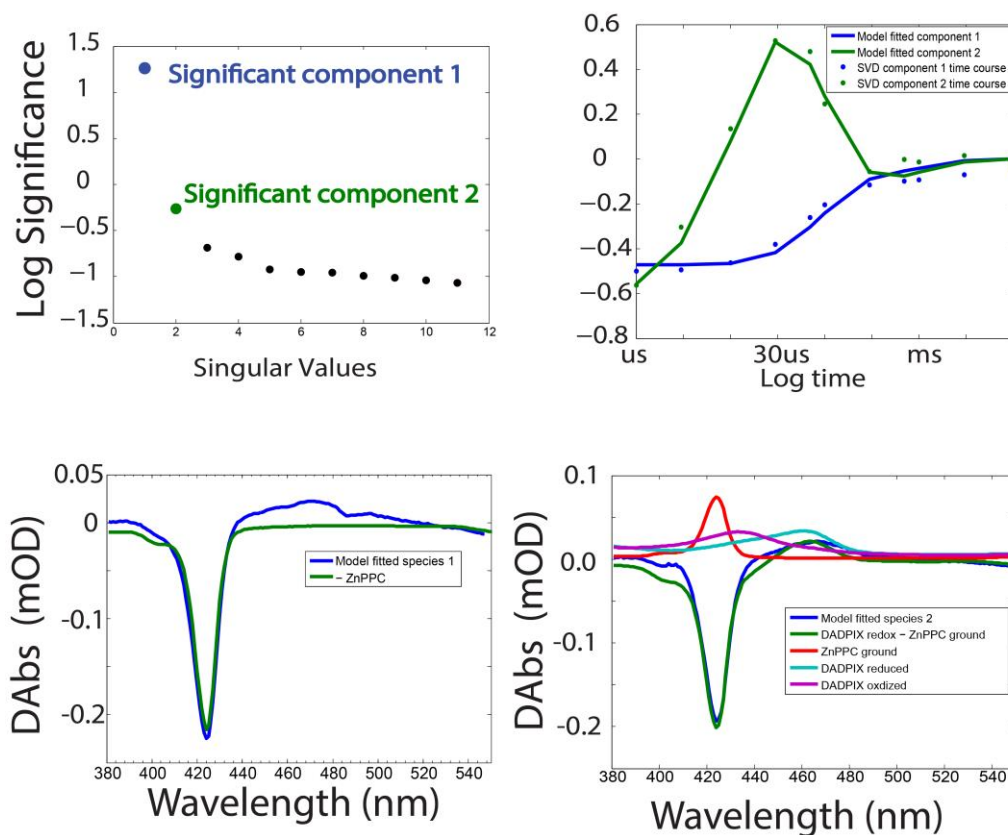 Log Significance
1.5
1
0.5
0
−0.5
−1
−1.5
Significant component 1
Significant component 2
0 2 4 6 8 10 12
Singular Values
0.6
0.4
0.2
0
−0.2
−0.4
−0.6
−0.8
Model fitted component 1
Model fitted component 2
SVD component 1 time course
SVD component 2 time course
us 30us ms
Log time
DAbs (mOD)
0.05
0
-0.1
-0.2
Model fitted species 1
− ZnPPC
380 400 420 440 460 480 500 520 540
Wavelength (nm)
DAbs (mOD)
0.1
0.0
-0.1
-0.2
Model fitted species 2
DADPIX redox − ZnPPC ground
ZnPPC ground
DADPIX reduced
DADPIX oxdized
380 400 420 440 460 480 500 520 540
Wavelength (nm)